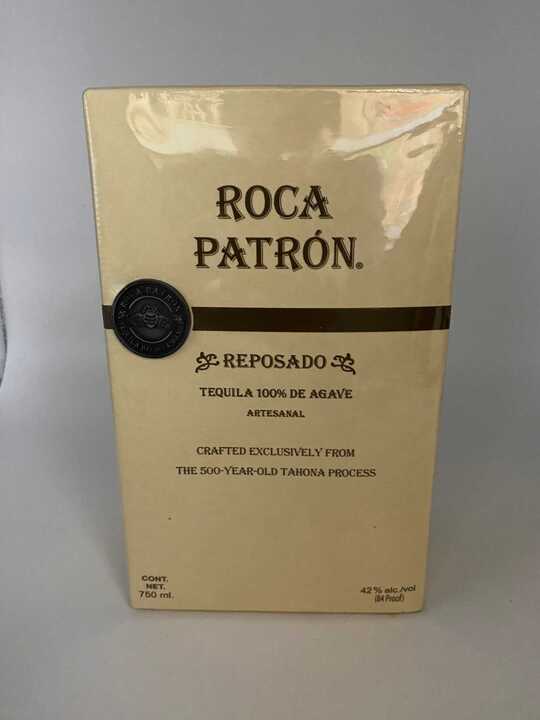 ROCA
PATRÓN®
REPOSADO
TEQUILA 100% DE AGAVE
ARTESANAL
CRAFTED EXCLUSIVELY FROM
THE 500-YEAR-OLD TAHONA PROCESS
CONT.
NET.
750 ml.
42% alc./vol
(84 Proof)